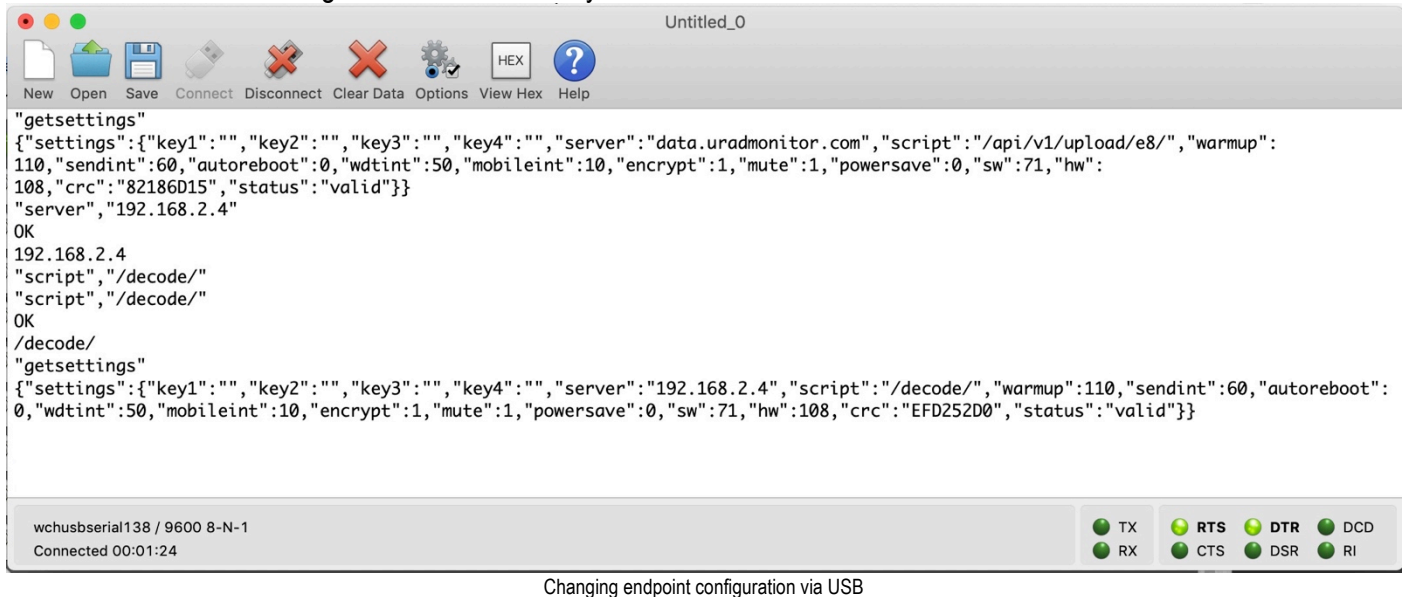 Untitled_0
HEX
New Open Save Connect Disconnect Clear Data Options View Hex Help
"getsettings"
{"settings":{"key1":"","key2":"","key3":"","key4":"","server":"data.uradmonitor.com","script":"/api/v1/upload/e8/","warmup":
110,"sendint":60,"autoreboot":0,"wdtint":50,"mobileint":10,"encrypt":1,"mute":1,"powersave":0,"sw":71,"hw":
108,"crc":"82186D15","status":"valid"}}
"server","192.168.2.4"
OK
192.168.2.4
"script","/decode/"
"script","/decode/"
OK
/decode/
"getsettings"
{"settings":{"key1":"","key2":"","key3":"","key4":"","server":"192.168.2.4","script":"/decode/","warmup":110,"sendint":60,"autoreboot":
0,"wdtint":50,"mobileint":10,"encrypt":1,"mute":1,"powersave":0,"sw":71,"hw":108,"crc":"EFD252D0","status":"valid"}}
wchusbserial138 / 9600 8-N-1
TX RTS DTR DCD
Connected 00:01:24
RX CTS DSR RI
Changing endpoint configuration via USB